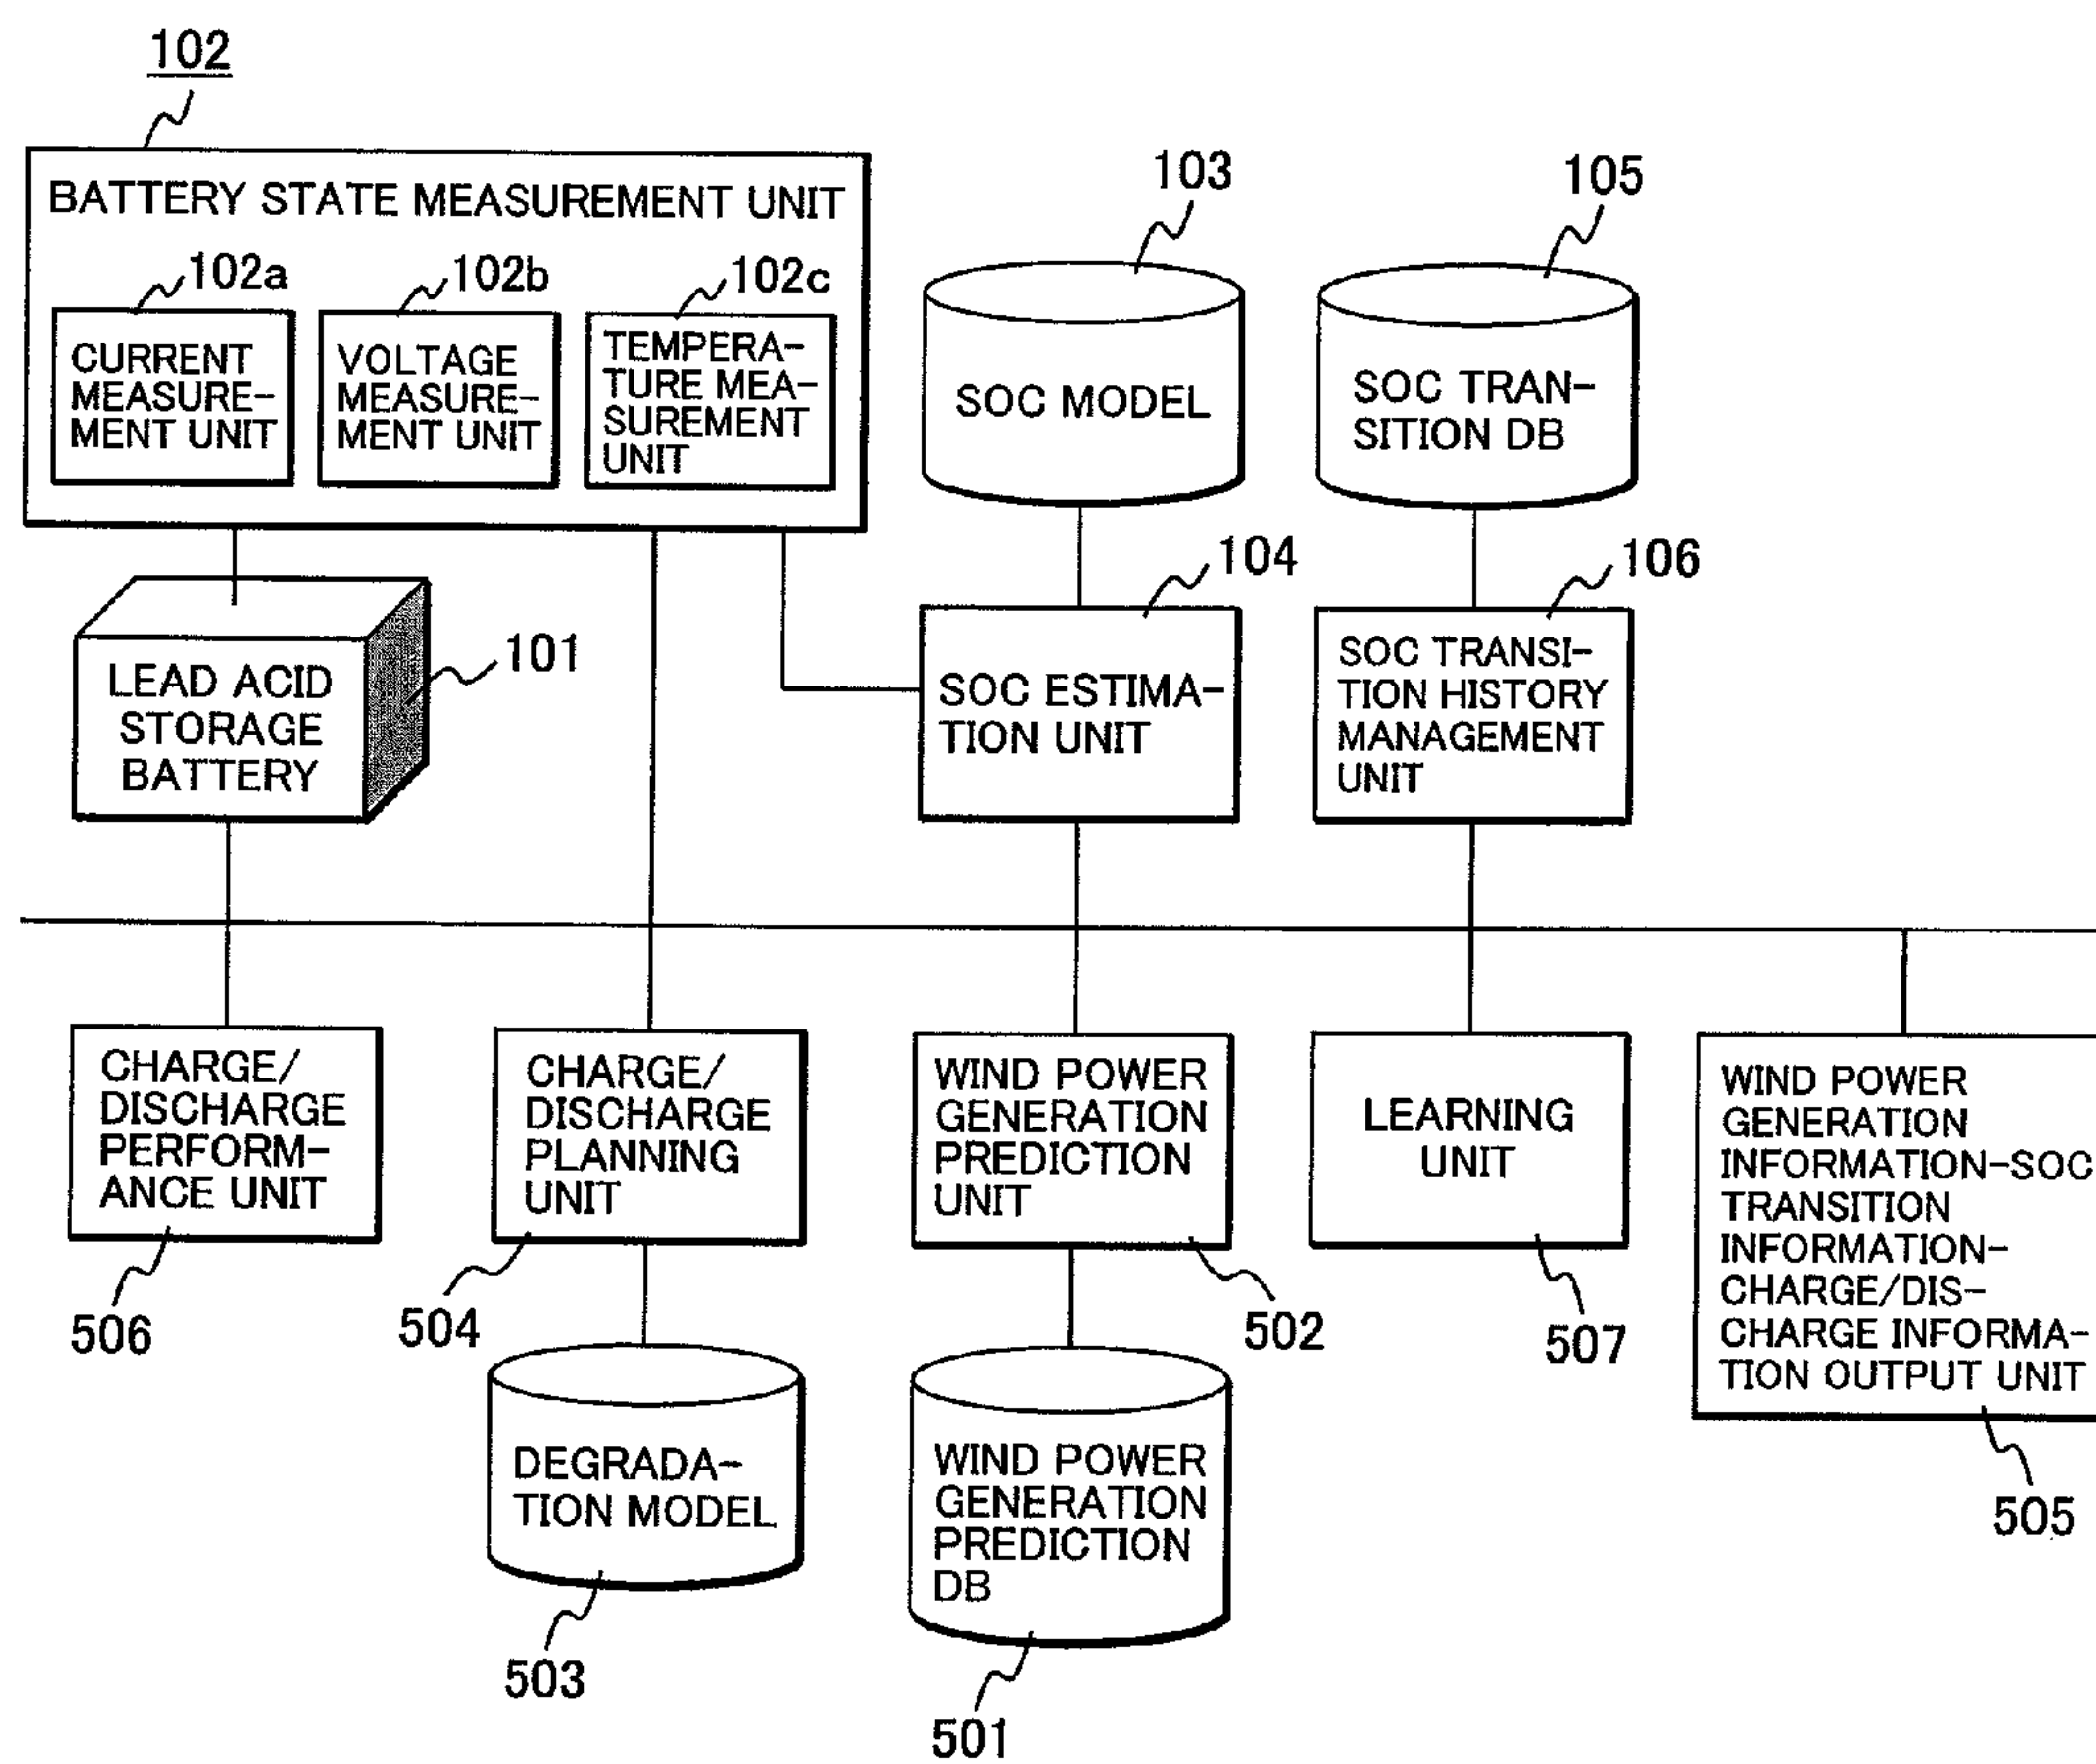 102
BATTERY STATE MEASUREMENT UNIT
102a
CURRENT
MEASURE-
MENT UNIT
102b
VOLTAGE
MEASURE-
MENT UNIT
102c
TEMPERA-
TURE MEA-
SUREMENT
UNIT
103
SOC MODEL
105
SOC TRAN-
SITION DB
101
LEAD ACID
STORAGE
BATTERY
104
SOC ESTIMA-
TION UNIT
106
SOC TRANSI-
TION HISTORY
MANAGEMENT
UNIT
CHARGE/
DISCHARGE
PERFORM-
ANCE UNIT
506
CHARGE/
DISCHARGE
PLANNING
UNIT
504
WIND POWER
GENERATION
PREDICTION
UNIT
502
LEARNING
UNIT
507
WIND POWER
GENERATION
INFORMATION-SOC
TRANSITION
INFORMATION-
CHARGE/DIS-
CHARGE INFORMA-
TION OUTPUT UNIT
505
DEGRADA-
TION MODEL
503
WIND POWER
GENERATION
PREDICTION
DB
501